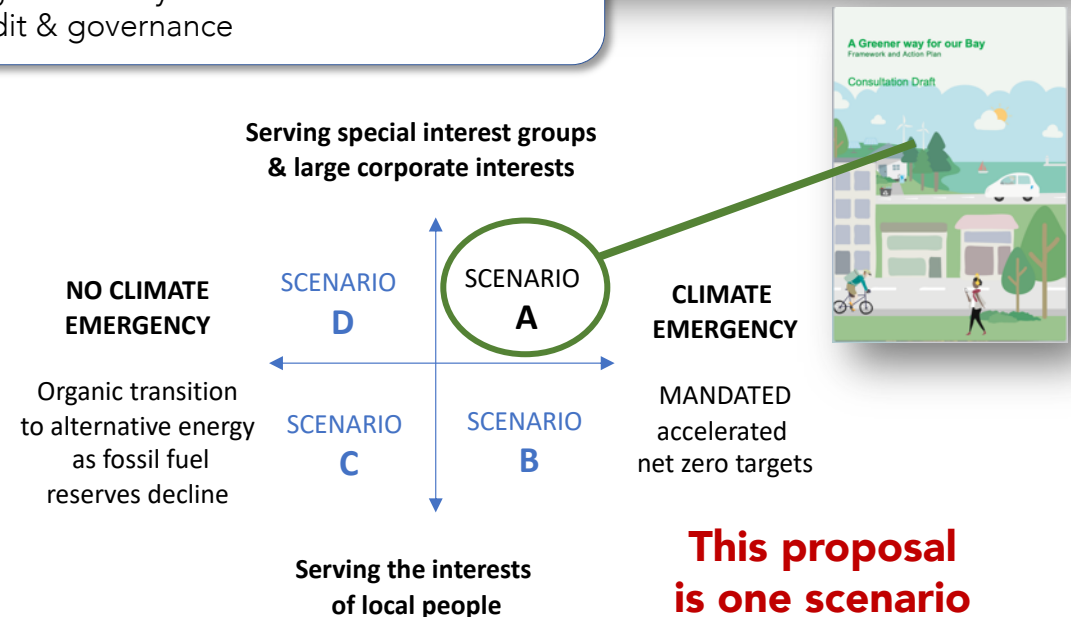 dit & governance
A Greener way for our Bay
Framework and Action Plan
Consultation Draft
Serving special interest groups
& large corporate interests
NO CLIMATE
EMERGENCY
Organic transition
to alternative energy
as fossil fuel
reserves decline
SCENARIO
D
SCENARIO
A
SCENARIO
C
SCENARIO
B
CLIMATE
EMERGENCY
MANDATED
accelerated
net zero targets
Serving the interests
of local people
This proposal
is one scenario